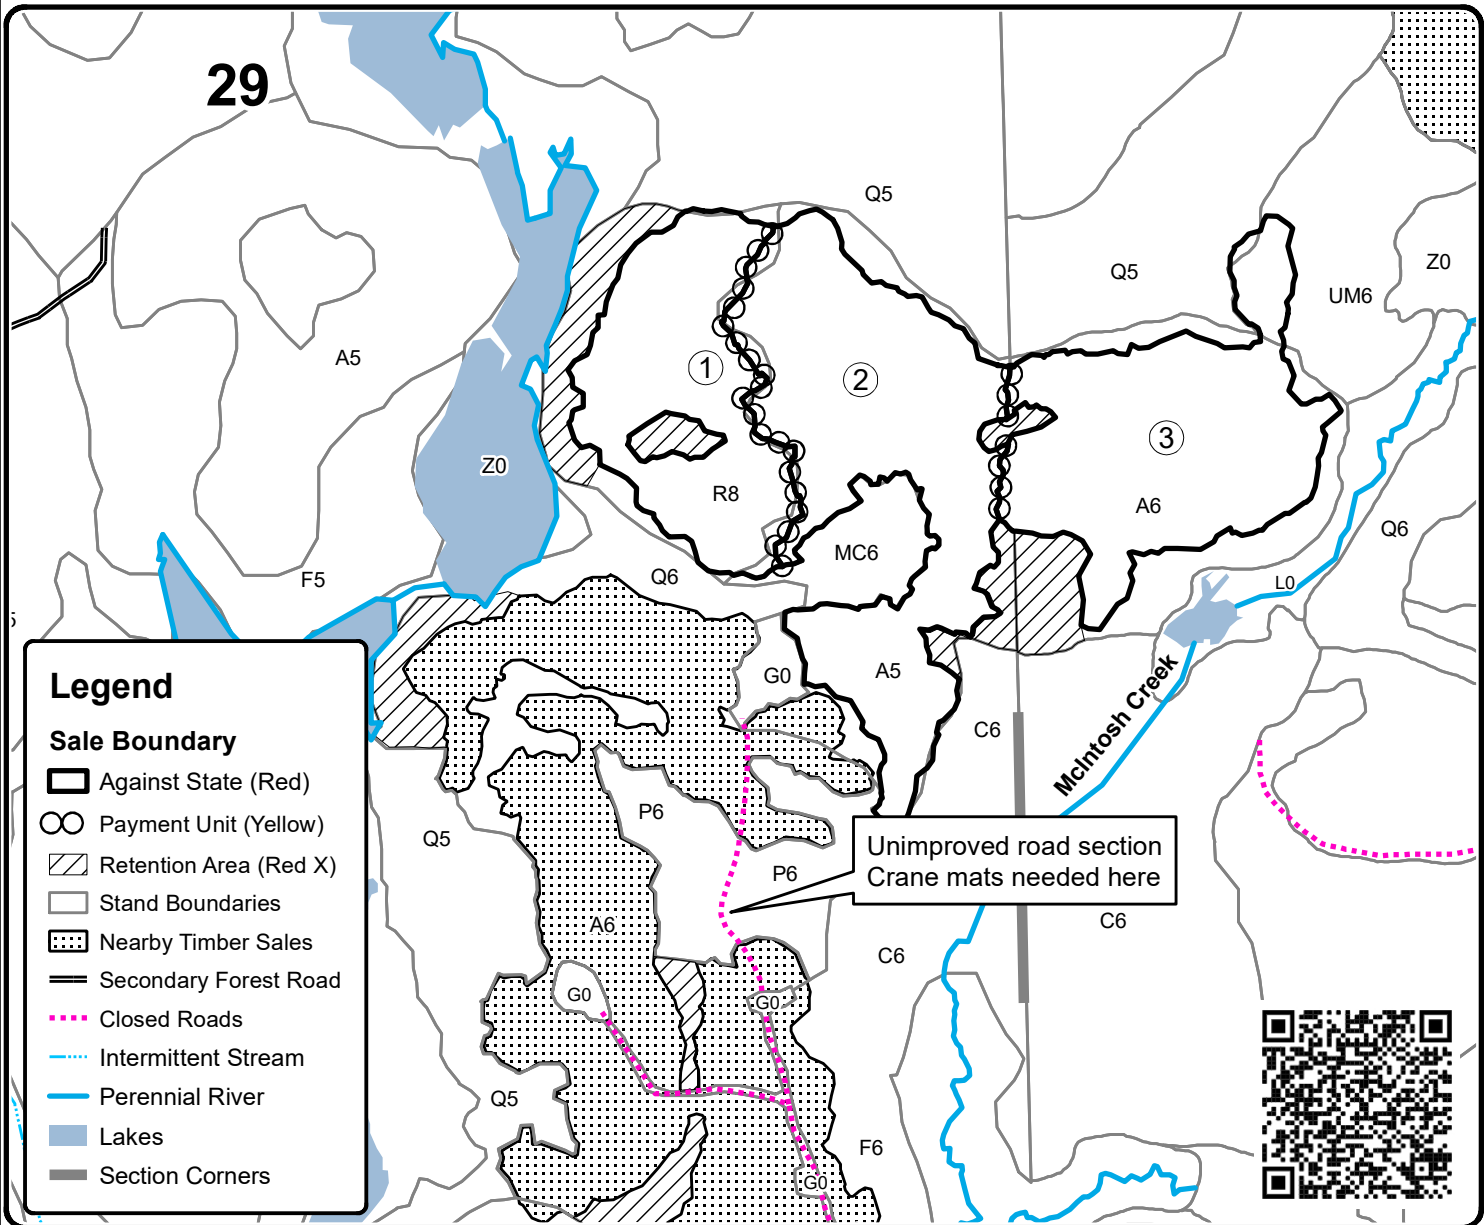 29
Q5
Q5
Z0
UM6
A5
1
2
3
Z0
R8
A6
MC6
Q6
F5
Q6
L0
G0
A5
C6
McIntosh Creek
P6
Q5
Unimproved road section
Crane mats needed here
P6
A6
C6
C6
G0
G0
Q5
F6
G0
Legend
Sale Boundary
Against State (Red)
Payment Unit (Yellow)
Retention Area (Red X)
Stand Boundaries
Nearby Timber Sales
Secondary Forest Road
Closed Roads
Intermittent Stream
Perennial River
Lakes
Section Corners